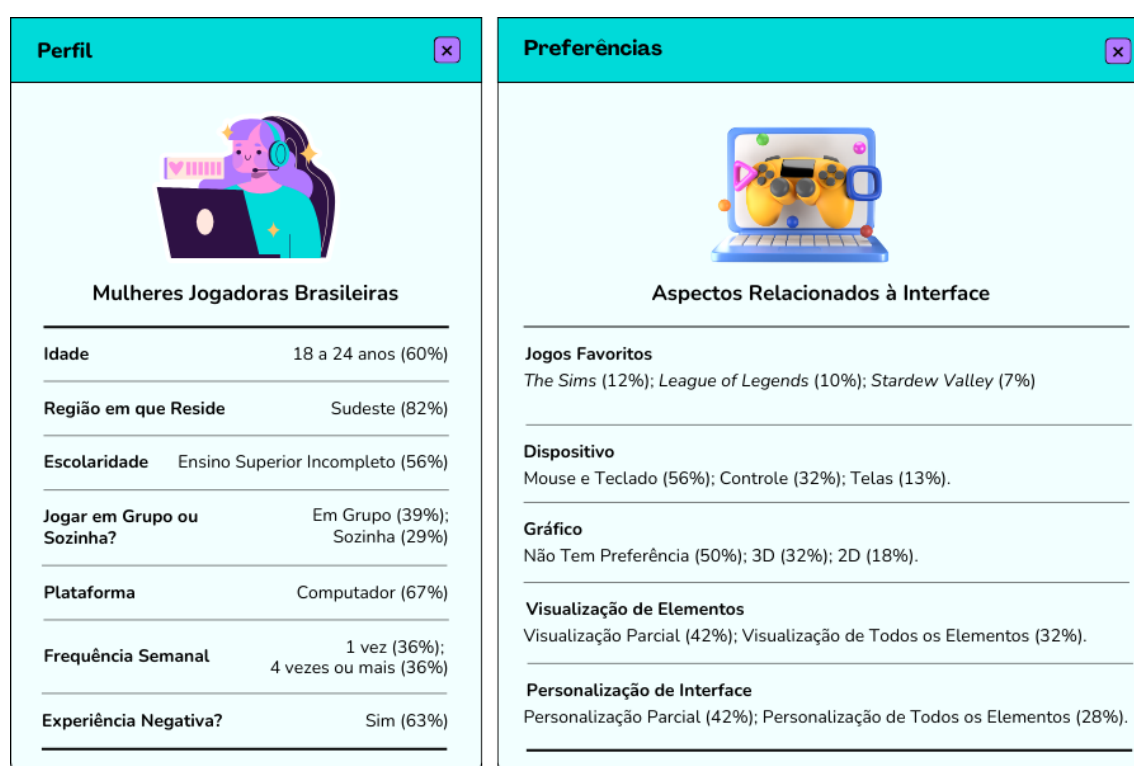 Perfil
Mulheres Jogadoras Brasileiras
Idade 18 a 24 anos (60%)
Região em que Reside Sudeste (82%)
Escolaridade Ensino Superior Incompleto (56%)
Jogar em Grupo ou Sozinha? Em Grupo (39%);
Sozinha (29%)
Plataforma Computador (67%)
Frequência Semanal 1 vez (36%);
4 vezes ou mais (36%)
Experiência Negativa? Sim (63%)
Preferências
Aspectos Relacionados à Interface
Jogos Favoritos
The Sims (12%); League of Legends (10%); Stardew Valley (7%)
Dispositivo
Mouse e Teclado (56%); Controle (32%); Telas (13%).
Gráfico
Não Tem Preferência (50%); 3D (32%); 2D (18%).
Visualização de Elementos
Visualização Parcial (42%); Visualização de Todos os Elementos (32%).
Personalização de Interface
Personalização Parcial (42%); Personalização de Todos os Elementos (28%).